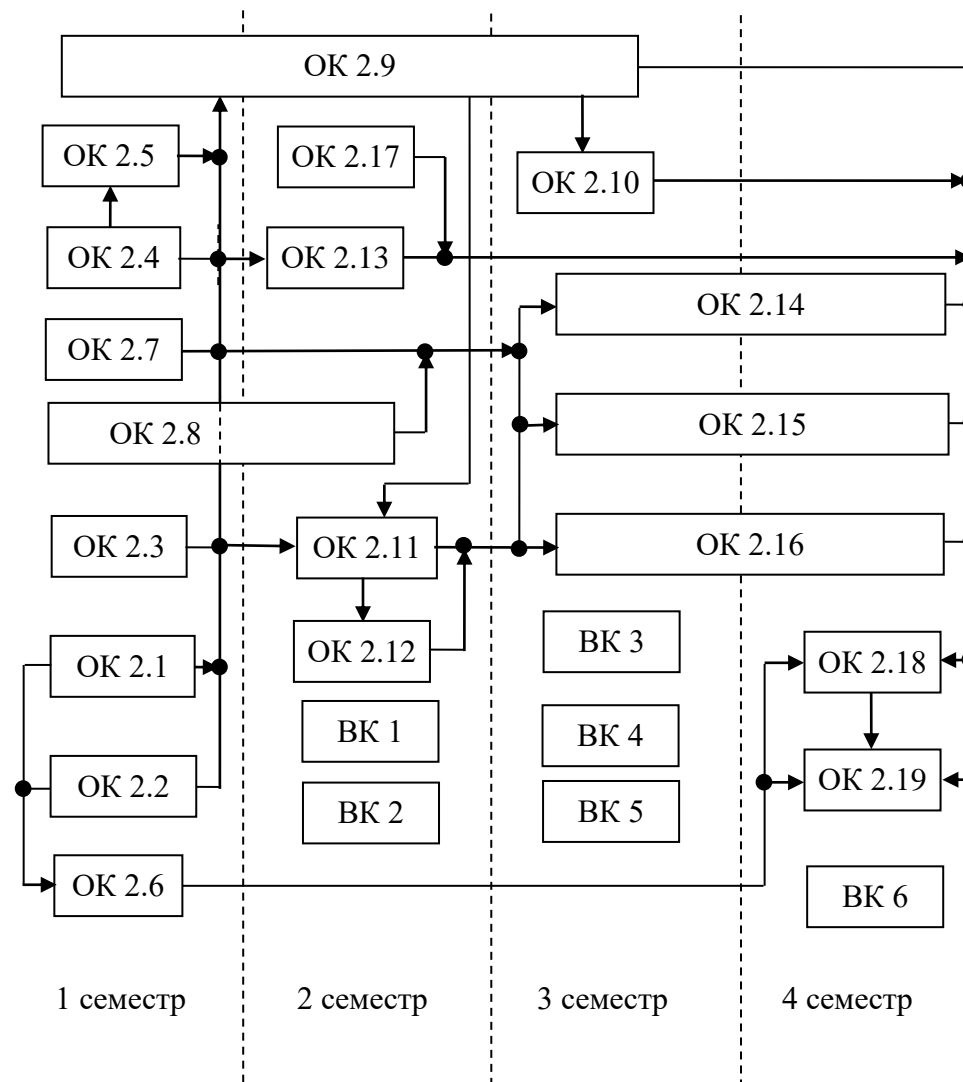 ОК 2.9
ОК 2.5
ОК 2.17
ОК 2.10
ОК 2.4
ОК 2.13
ОК 2.14
ОК 2.7
ОК 2.8
ОК 2.15
ОК 2.3
ОК 2.11
ОК 2.16
ОК 2.1
ОК 2.12
ВК 3
ОК 2.18
ВК 1
ВК 4
ОК 2.2
ВК 2
ВК 5
ОК 2.19
ОК 2.6
ВК 6
1 семестр
2 семестр
3 семестр
4 семестр